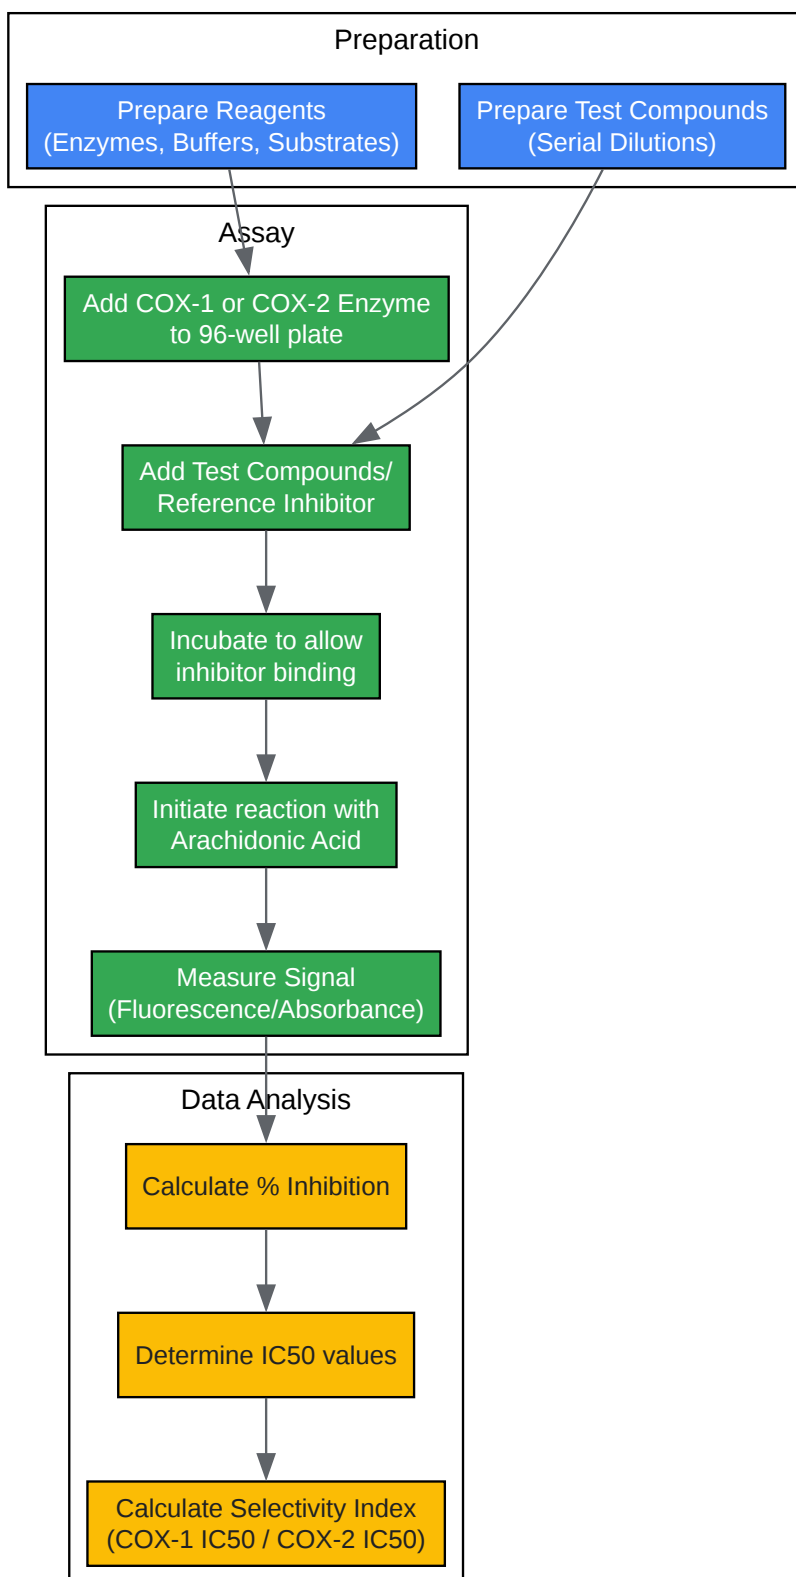 Preparation
Prepare Reagents
(Enzymes, Buffers, Substrates)
Prepare Test Compounds
(Serial Dilutions)
Assay
Add COX-1 or COX-2 Enzyme
to 96-well plate
Add Test Compounds/
Reference Inhibitor
Incubate to allow
inhibitor binding
Initiate reaction with
Arachidonic Acid
Measure Signal
(Fluorescence/Absorbance)
Data Analysis
Calculate % Inhibition
Determine IC50 values
Calculate Selectivity Index
(COX-1 IC50 / COX-2 IC50)